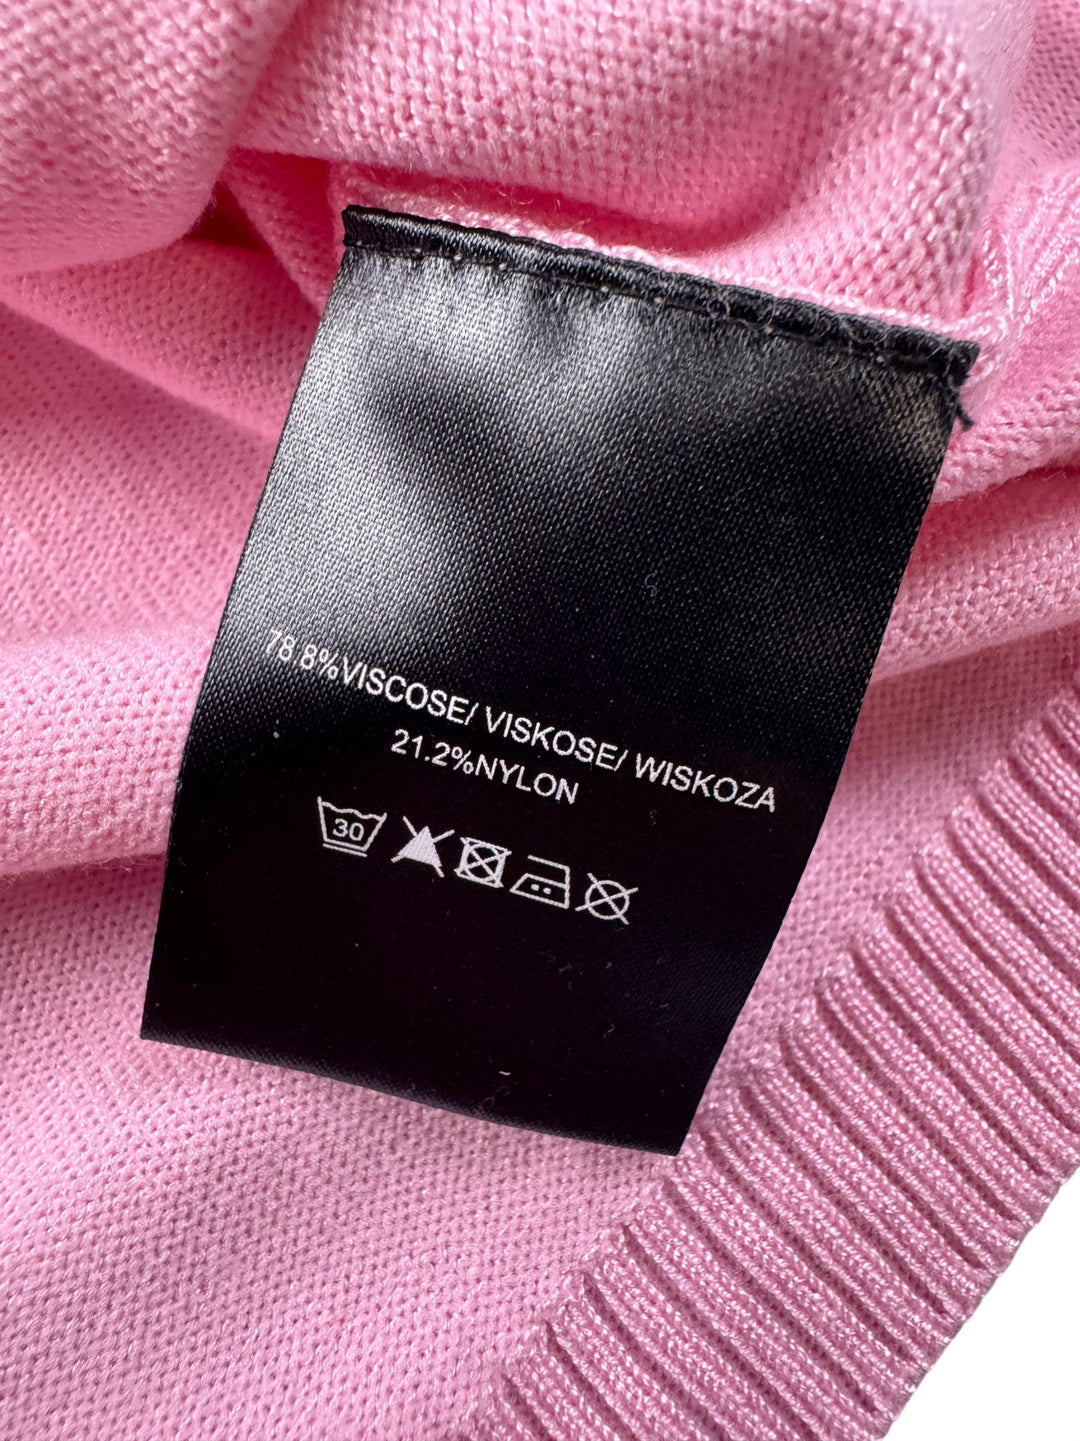 78 8%VISCOSE/ VISKOSE/ WISKOZA
21.2%NYLON
30